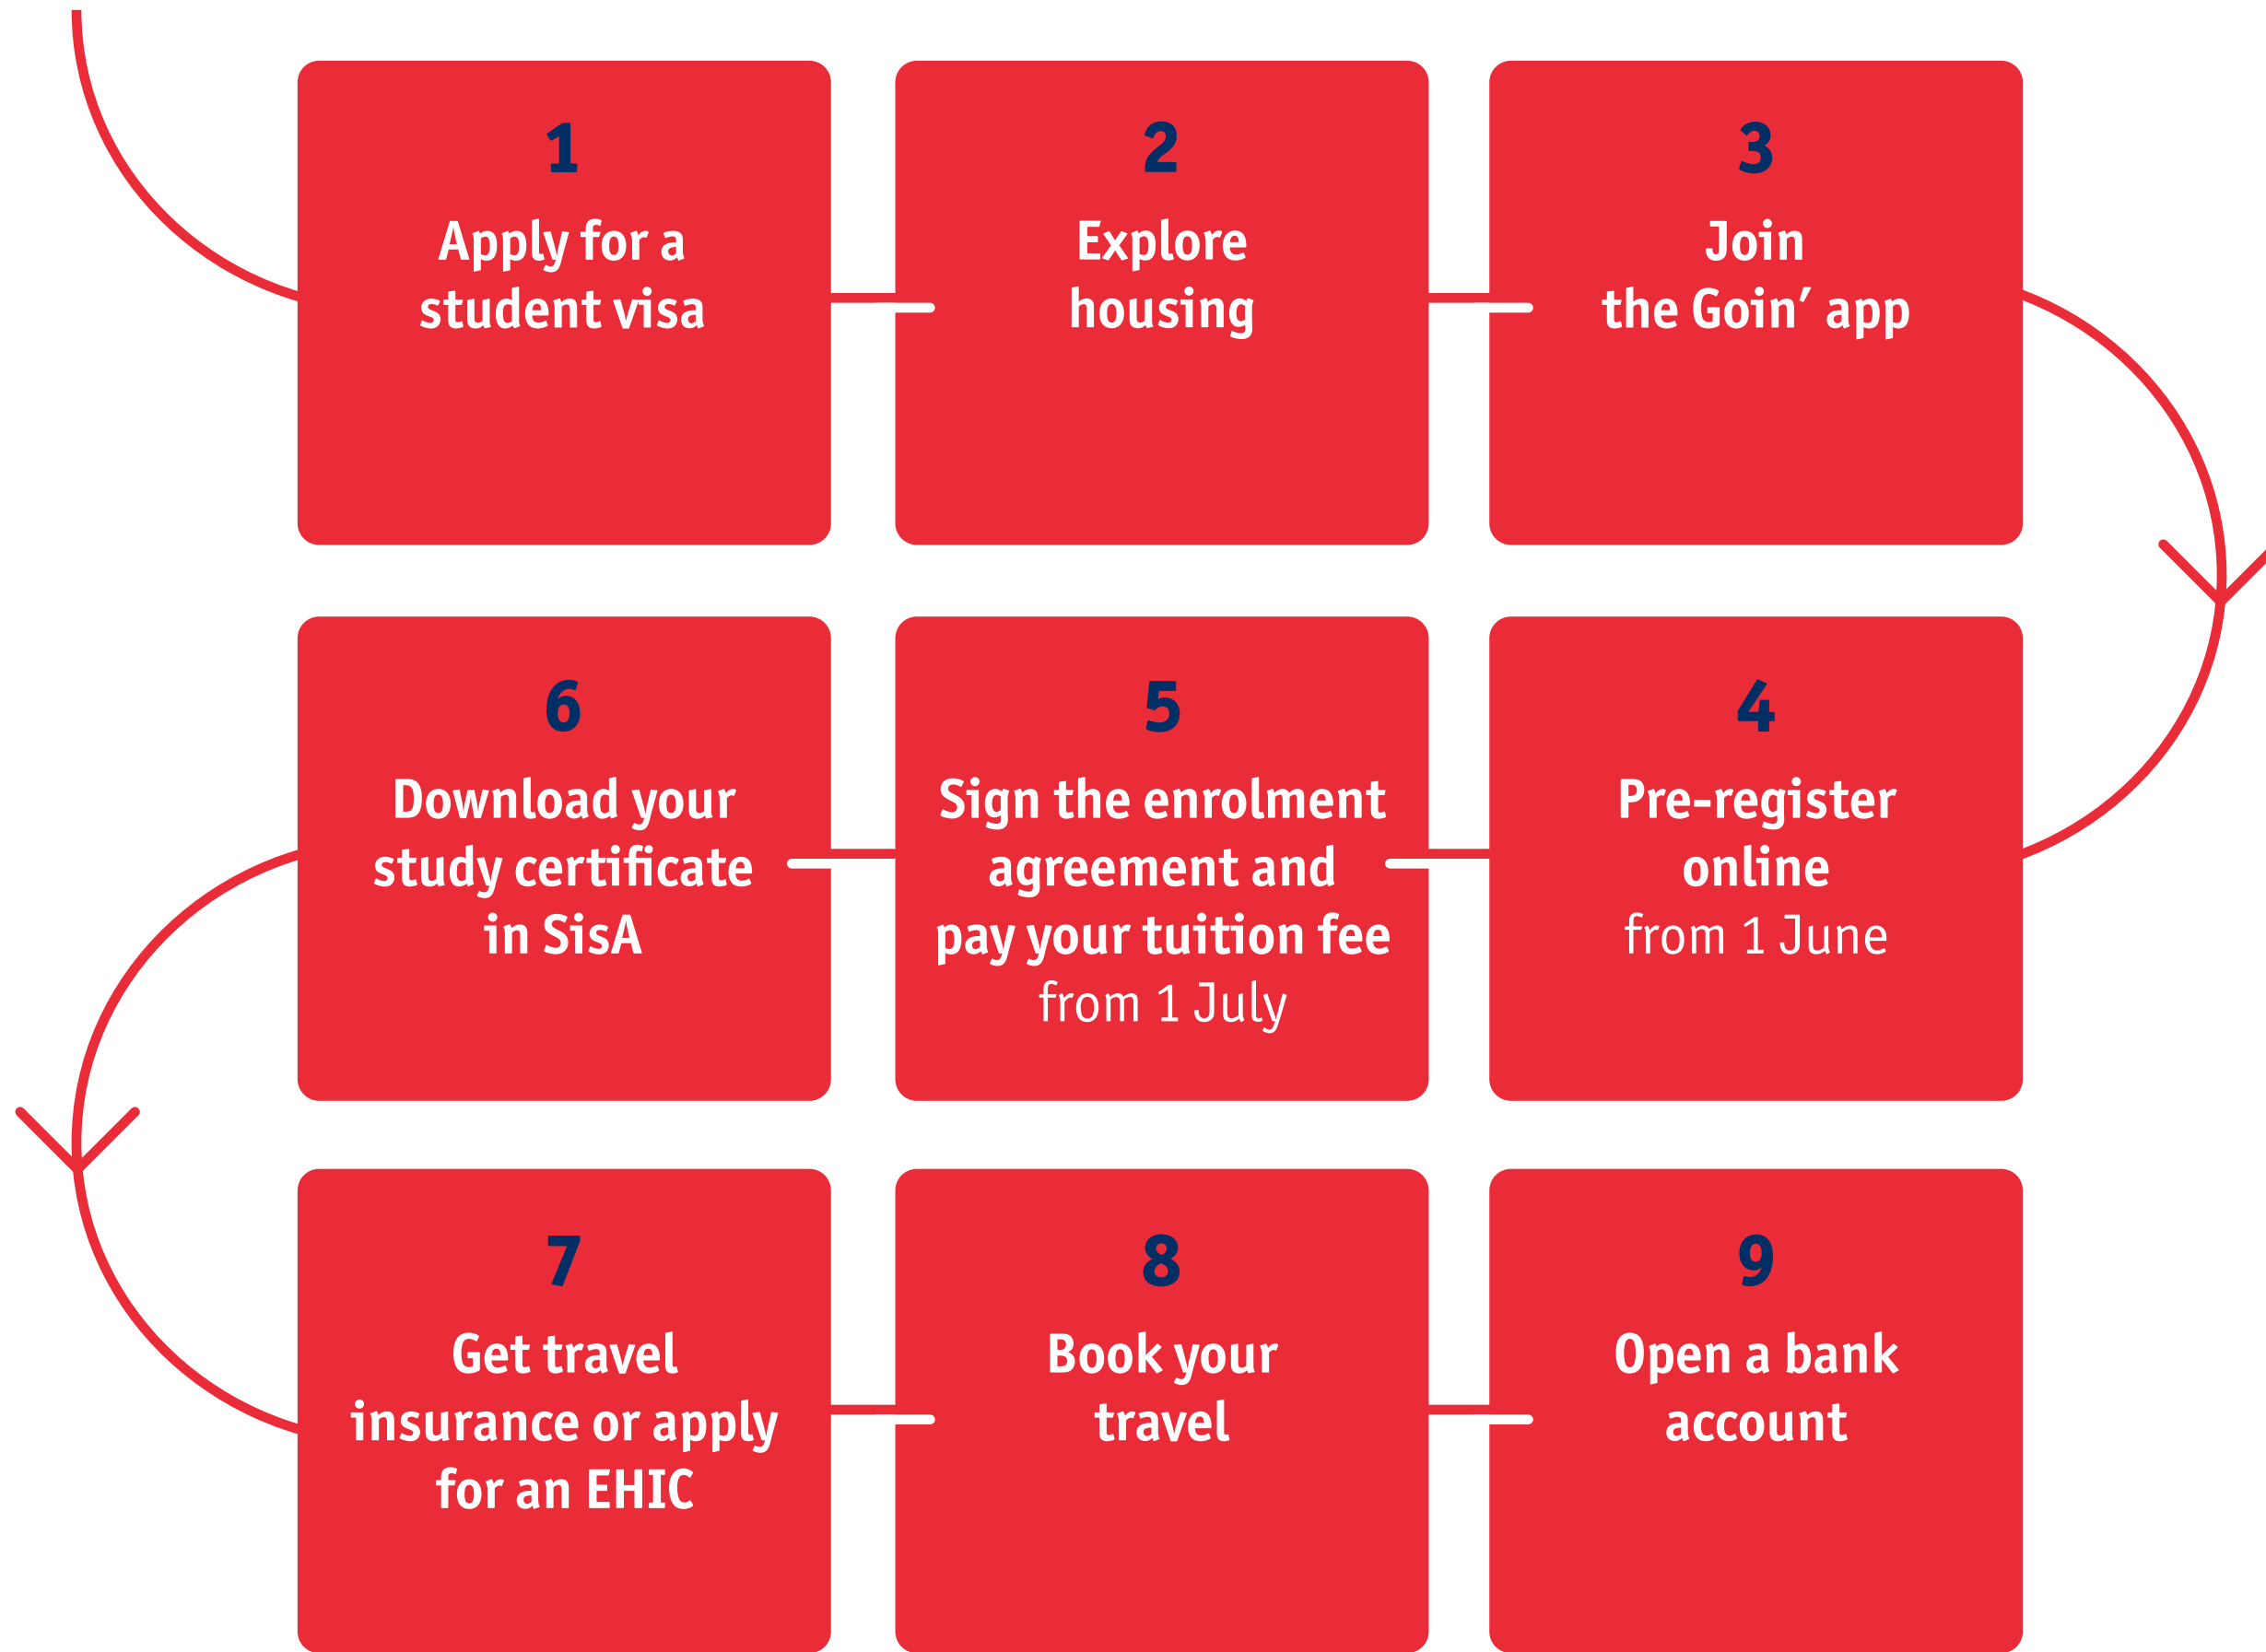 1
Apply for a
student visa
2
Explore
housing
3
Join
the Goin’ app
4
Pre-register
online
from 1 June
5
Sign the enrolment
agreement and
pay your tuition fee
from 1 July
6
Download your
study certificate
in SisA
7
Get travel
insurance or apply
for an EHIC
8
Book your
travel
9
Open a bank
account